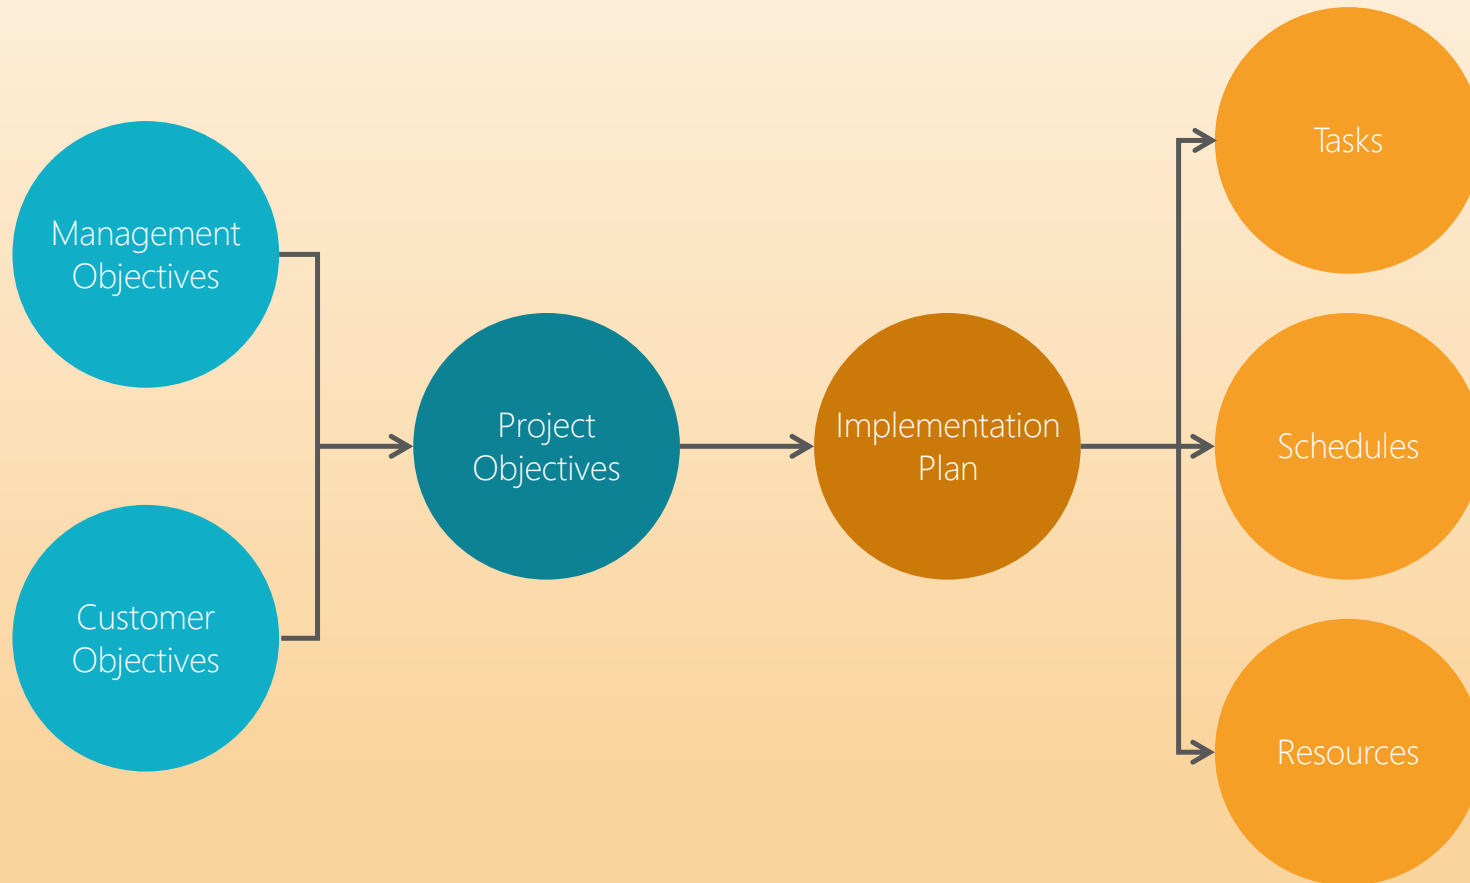 Management
Objectives
Customer
Objectives
Project
Objectives
Implementation
Plan
Tasks
Schedules
Resources